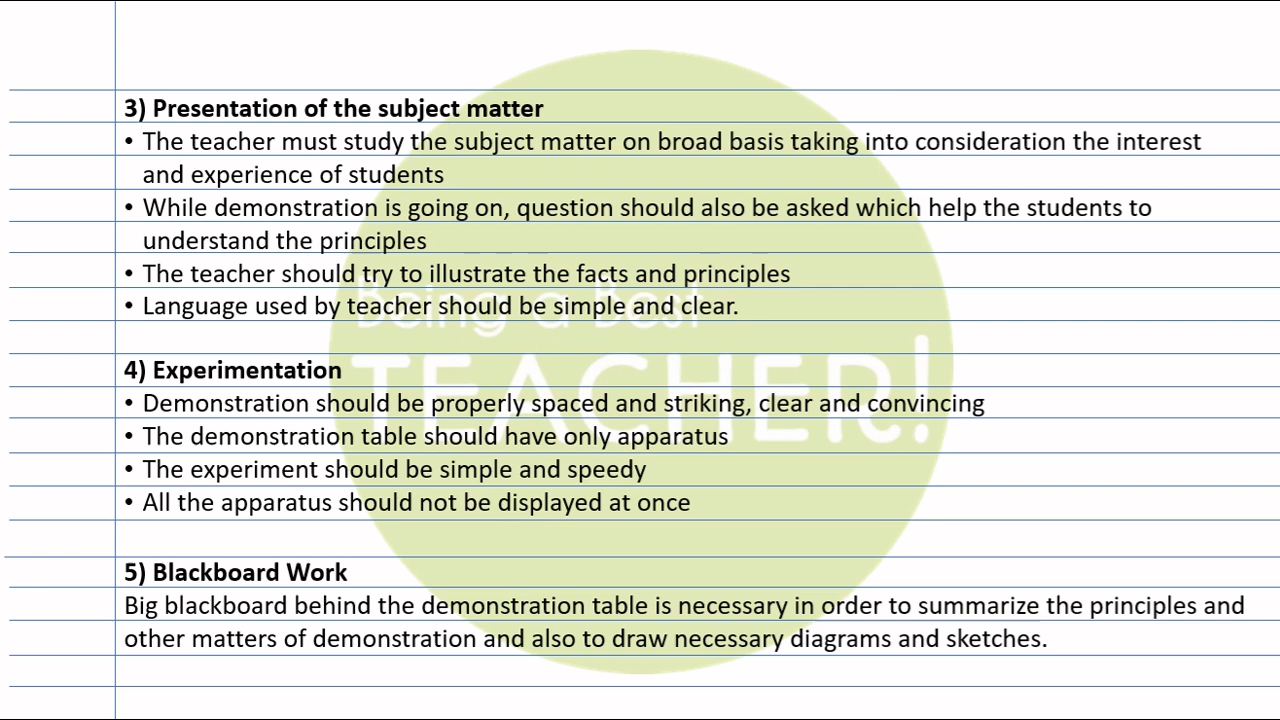 3) Presentation of the subject matter
• The teacher must study the subject matter on broad basis taking into consideration the interest
and experience of students
• While demonstration is going on, question should also be asked which help the students to
understand the principles
• The teacher should try to illustrate the facts and principles
• Language used by teacher should be simple and clear.
Being a Best
TEACHER!
4) Experimentation
• Demonstration should be properly spaced and striking, clear and convincing
• The demonstration table should have only apparatus
• The experiment should be simple and speedy
• All the apparatus should not be displayed at once
5) Blackboard Work
Big blackboard behind the demonstration table is necessary in order to summarize the principles and
other matters of demonstration and also to draw necessary diagrams and sketches.